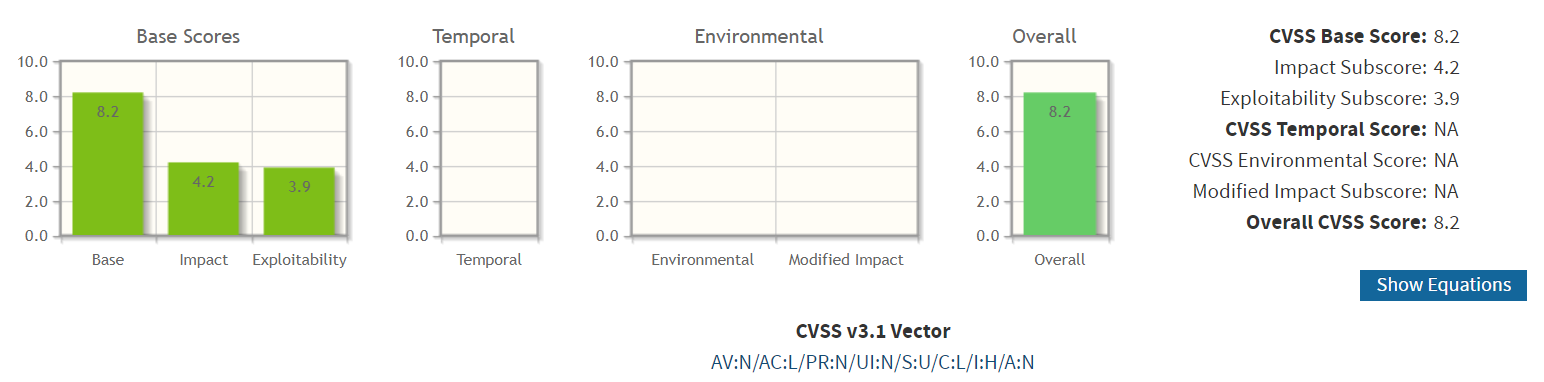 Base Scores
10.0
8.0
6.0
4.0
2.0
0.0
8.2
4.2
3.9
Base Impact Exploitability
Temporal
10.0
8.0
6.0
4.0
2.0
0.0
Temporal
Environmental
10.0
8.0
6.0
4.0
2.0
0.0
Environmental Modified Impact
Overall
10.0
8.0
6.0
4.0
2.0
0.0
8.2
Overall
CVSS Base Score: 8.2
Impact Subscore: 4.2
Exploitability Subscore: 3.9
CVSS Temporal Score: NA
CVSS Environmental Score: NA
Modified Impact Subscore: NA
Overall CVSS Score: 8.2
Show Equations
CVSS v3.1 Vector
AV:N/AC:L/PR:N/UI:N/S:U/C:L/I:H/A:N